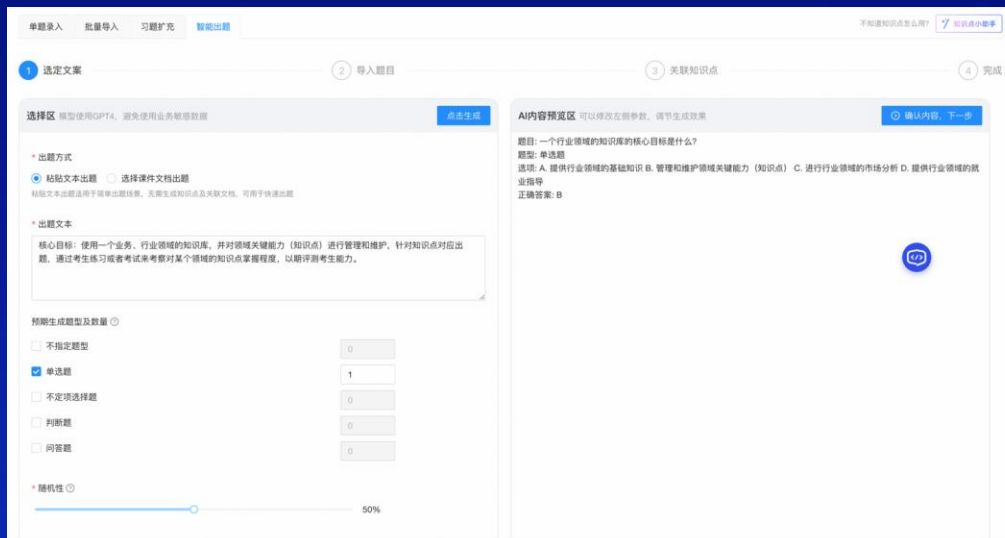 单题录入 批量导入 习题扩充 智能出题
不知道知识点怎么用? 知识点小助手
1 选定文案 2 导入题目 3 关联知识点 4 完成
选择区 模型使用GPT4，避免使用业务敏感数据 点击生成
* 出题方式
粘贴文本出题 选择课件文档出题
粘贴文本出题适用于简单出题场景，无需生成知识点及关联文档，可用于快速出题
* 出题文本
核心目标：使用一个业务、行业领域的知识库，并对领域关键能力（知识点）进行管理和维护，针对知识点对应出
题，通过考生练习或者考试来考察对某个领域的知识点掌握程度，以期评测考生能力。
预期生成题型及数量 ?
不指定题型 0
单选题 1
不定项选择题 0
判断题 0
问答题 0
* 随机性 ?
50%
AI内容预览区 可以修改左侧参数，调节生成效果 确认内容，下一步
题目: 一个行业领域的知识库的核心目标是什么?
题型: 单选题
选项: A. 提供行业领域的基础知识 B. 管理和维护领域关键能力（知识点） C. 进行行业领域的市场分析 D. 提供行业领域的就
业指导
正确答案: B